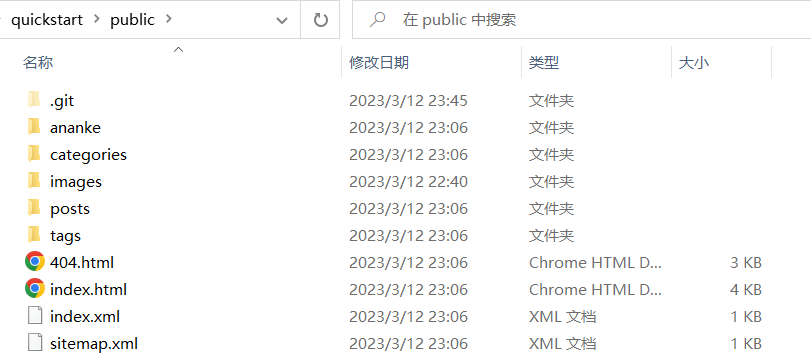 quickstart > public >
在 public 中搜索
名称 修改日期 类型 大小
.git 2023/3/12 23:45 文件夹
ananke 2023/3/12 23:06 文件夹
categories 2023/3/12 23:06 文件夹
images 2023/3/12 22:40 文件夹
posts 2023/3/12 23:06 文件夹
tags 2023/3/12 23:06 文件夹
404.html 2023/3/12 23:06 Chrome HTML D... 3 KB
index.html 2023/3/12 23:06 Chrome HTML D... 4 KB
index.xml 2023/3/12 23:06 XML 文档 1 KB
sitemap.xml 2023/3/12 23:06 XML 文档 1 KB